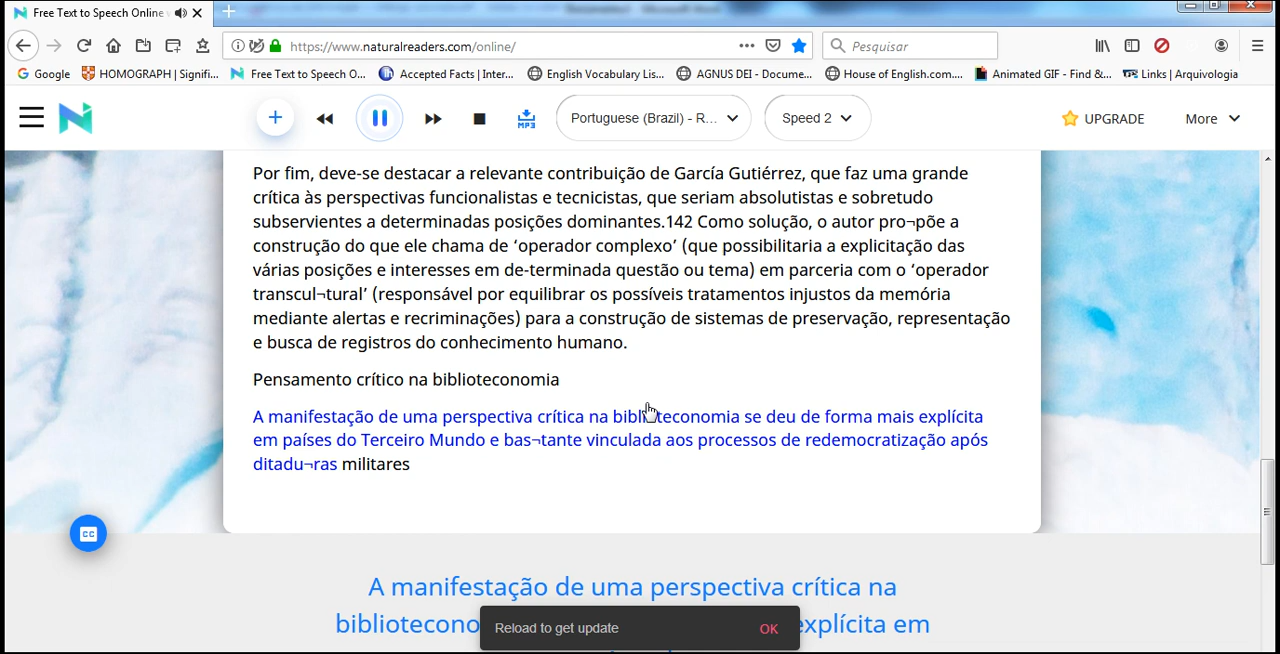 Free Text to Speech Online
https://www.naturalreaders.com/online/
Pesquisar
Google
HOMOGRAPH | Signifi...
Free Text to Speech O...
Accepted Facts | Inter...
English Vocabulary Lis...
AGNUS DEI - Docume...
House of English.com....
Animated GIF - Find &...
Links | Arquivologia
MP3
Portuguese (Brazil) - R...
Speed 2
UPGRADE
More
Por fim, deve-se destacar a relevante contribuição de García Gutiérrez, que faz uma grande
crítica às perspectivas funcionalistas e tecnicistas, que seriam absolutistas e sobretudo
subservientes a determinadas posições dominantes.142 Como solução, o autor pro¬põe a
construção do que ele chama de ‘operador complexo’ (que possibilitaria a explicitação das
várias posições e interesses em de-terminada questão ou tema) em parceria com o ‘operador
transcul¬tural’ (responsável por equilibrar os possíveis tratamentos injustos da memória
mediante alertas e recriminações) para a construção de sistemas de preservação, representação
e busca de registros do conhecimento humano.
Pensamento crítico na biblioteconomia
A manifestação de uma perspectiva crítica na biblioteconomia se deu de forma mais explícita
em países do Terceiro Mundo e bas¬tante vinculada aos processos de redemocratização após
ditadu¬ras militares
CC
A manifestação de uma perspectiva crítica na
bibliotecono explícita em
Reload to get update
OK